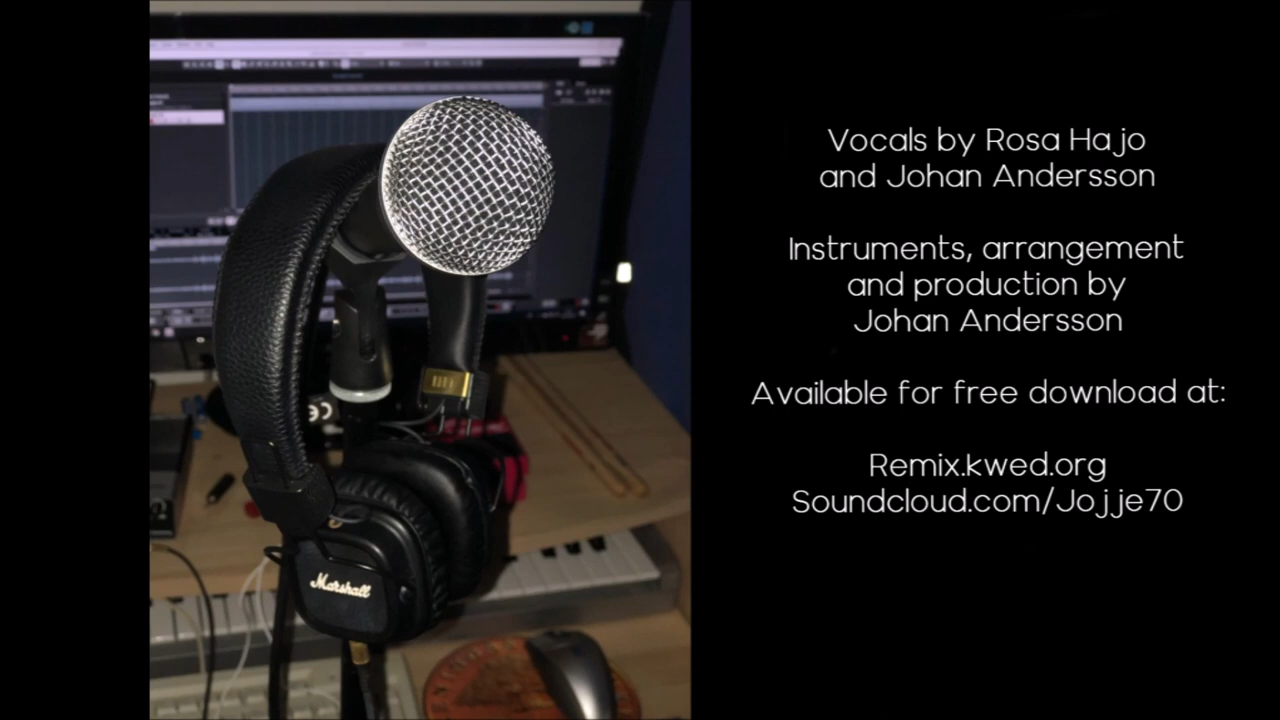 Vocals by Rosa Hajo
and Johan Andersson
Instruments, arrangement
and production by
Johan Andersson
Available for free download at:
Remix.kwed.org
Soundcloud.com/Jojje70
Marshall
CE